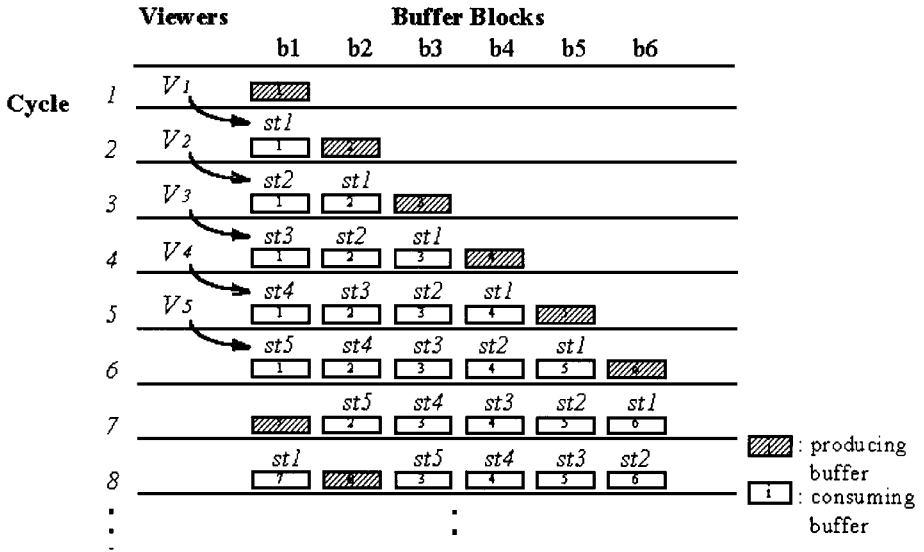 Viewers Buffer Blocks
b1 b2 b3 b4 b5 b6
Cycle
1 V1 1
st1
2 V2 1 2
st2 st1
3 V3 1 2 3
st3 st2 st1
4 V4 1 2 3 4
st4 st3 st2 st1
5 V5 1 2 3 4 5
st5 st4 st3 st2 st1
6 1 2 3 4 5 6
st5 st4 st3 st2 st1
7 2 3 4 5 6
st1 st5 st4 st3 st2
8 7 3 4 5 6
i : producing
buffer
i : consuming
buffer